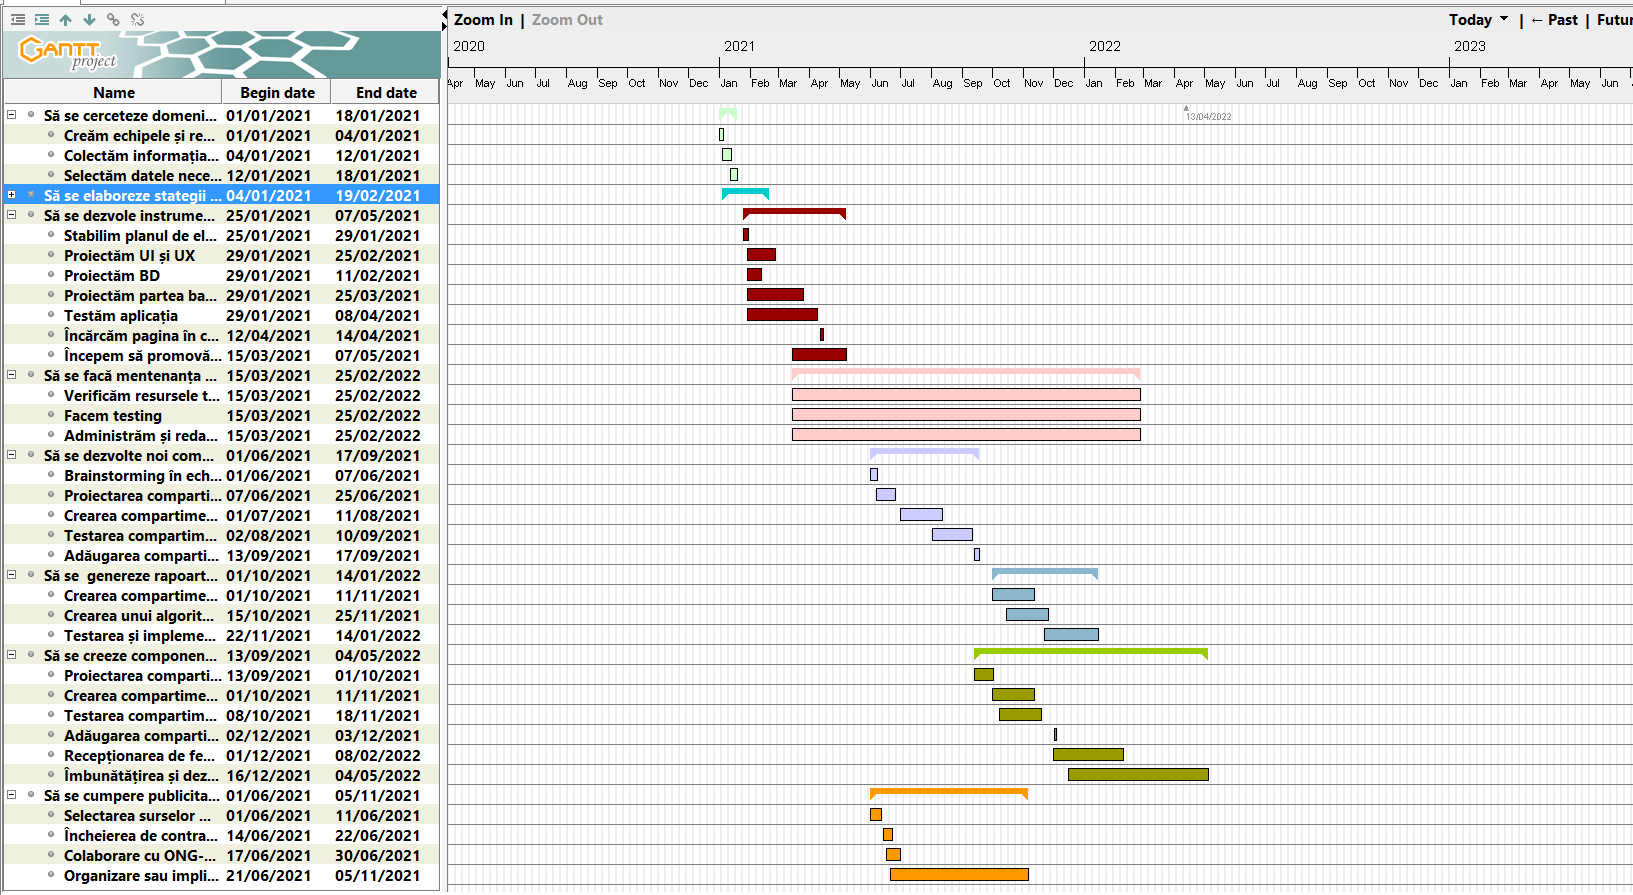 Zoom In | Zoom Out
Today | ← Past | Futur
2020 2021 2022 2023
Apr May Jun Jul Aug Sep Oct Nov Dec Jan Feb Mar Apr May Jun Jul Aug Sep Oct Nov Dec Jan Feb Mar Apr May Jun Jul Aug Sep Oct Nov Dec Jan Feb Mar Apr May Jun
GANTT
project
Name Begin date End date
Să se cerceteze domeni... 01/01/2021 18/01/2021
13/04/2022
Creăm echipele și re... 01/01/2021 04/01/2021
Colectăm informația... 04/01/2021 12/01/2021
Selectăm datele nece... 12/01/2021 18/01/2021
Să se elaboreze stategii ... 04/01/2021 19/02/2021
Să se dezvole instrume... 25/01/2021 07/05/2021
Stabilim planul de el... 25/01/2021 29/01/2021
Proiectăm UI și UX 29/01/2021 25/02/2021
Proiectăm BD 29/01/2021 11/02/2021
Proiectăm partea ba... 29/01/2021 25/03/2021
Testăm aplicația 29/01/2021 08/04/2021
Încărcăm pagina în c... 12/04/2021 14/04/2021
Începem să promovă... 15/03/2021 07/05/2021
Să se facă mentenanța ... 15/03/2021 25/02/2022
Verificăm resursele t... 15/03/2021 25/02/2022
Facem testing 15/03/2021 25/02/2022
Administrăm și reda... 15/03/2021 25/02/2022
Să se dezvolte noi com... 01/06/2021 17/09/2021
Brainstorming în ech... 01/06/2021 07/06/2021
Proiectarea comparti... 07/06/2021 25/06/2021
Crearea compartime... 01/07/2021 11/08/2021
Testarea compartim... 02/08/2021 10/09/2021
Adăugarea comparti... 13/09/2021 17/09/2021
Să se  genereze rapoart... 01/10/2021 14/01/2022
Crearea compartime... 01/10/2021 11/11/2021
Crearea unui algorit... 15/10/2021 25/11/2021
Testarea și impleme... 22/11/2021 14/01/2022
Să se creeze componen... 13/09/2021 04/05/2022
Proiectarea comparti... 13/09/2021 01/10/2021
Crearea compartime... 01/10/2021 11/11/2021
Testarea compartim... 08/10/2021 18/11/2021
Adăugarea comparti... 02/12/2021 03/12/2021
Recepționarea de fe... 01/12/2021 08/02/2022
Îmbunătățirea și dez... 16/12/2021 04/05/2022
Să se cumpere publicita... 01/06/2021 05/11/2021
Selectarea surselor ... 01/06/2021 11/06/2021
Încheierea de contra... 14/06/2021 22/06/2021
Colaborare cu ONG-... 17/06/2021 30/06/2021
Organizare sau impli... 21/06/2021 05/11/2021